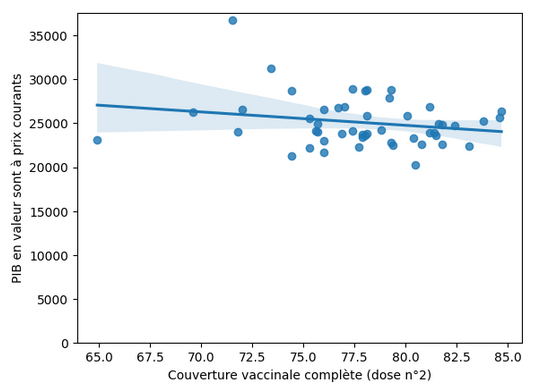 PIB en valeur sont à prix courants
35000
30000
25000
20000
15000
10000
5000
0
65.0 67.5 70.0 72.5 75.0 77.5 80.0 82.5 85.0
Couverture vaccinale complète (dose n°2)